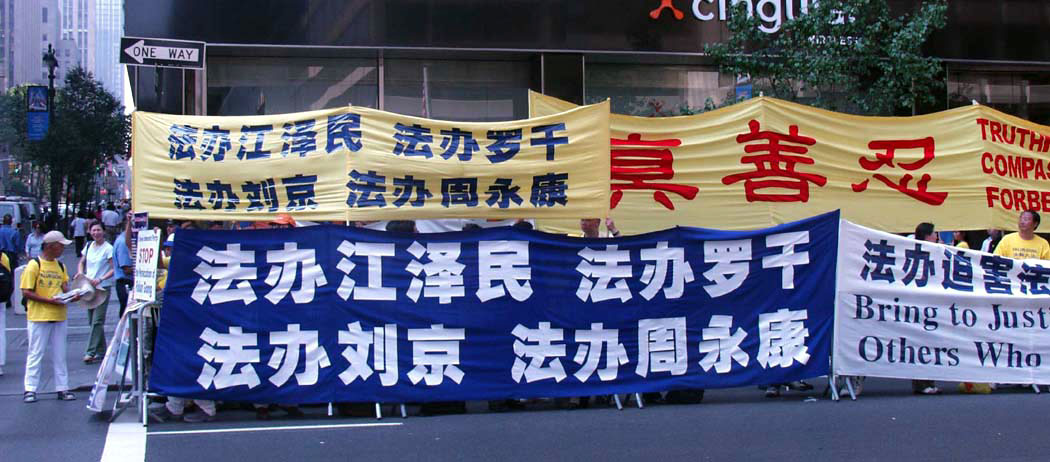 ONE WAY
cingular
WIRELESS
法办江泽民 法办罗干
法办刘京 法办周永康
真善忍
TRUTH
COMPAS
FORBE
STOP
法办江泽民 法办罗干
法办刘京 法办周永康
法办迫害法
Bring to Just
Others Who